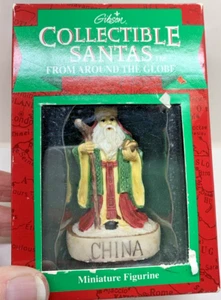 Gibson
COLLECTIBLE
SANTAS
FROM AROUND THE GLOBE
CHINA
Miniature Figurine